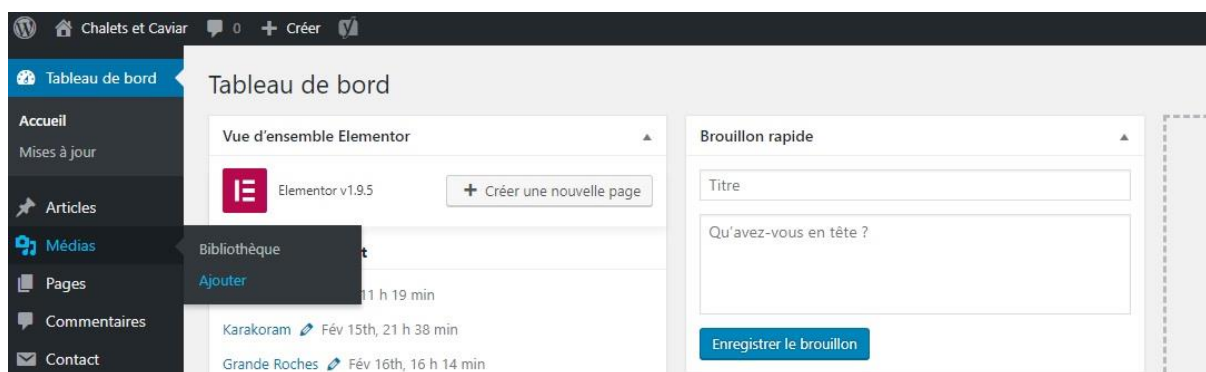 Chalets et Caviar 0 + Créer
Tableau de bord
Accueil
Mises à jour
Articles
Médias
Pages
Commentaires
Contact
Bibliothèque
Ajouter
Tableau de bord
Vue d'ensemble Elementor
Elementor v1.9.5
+ Créer une nouvelle page
t
11 h 19 min
Karakoram Fév 15th, 21 h 38 min
Grande Roches Fév 16th, 16 h 14 min
Brouillon rapide
Titre
Qu'avez-vous en tête ?
Enregistrer le brouillon